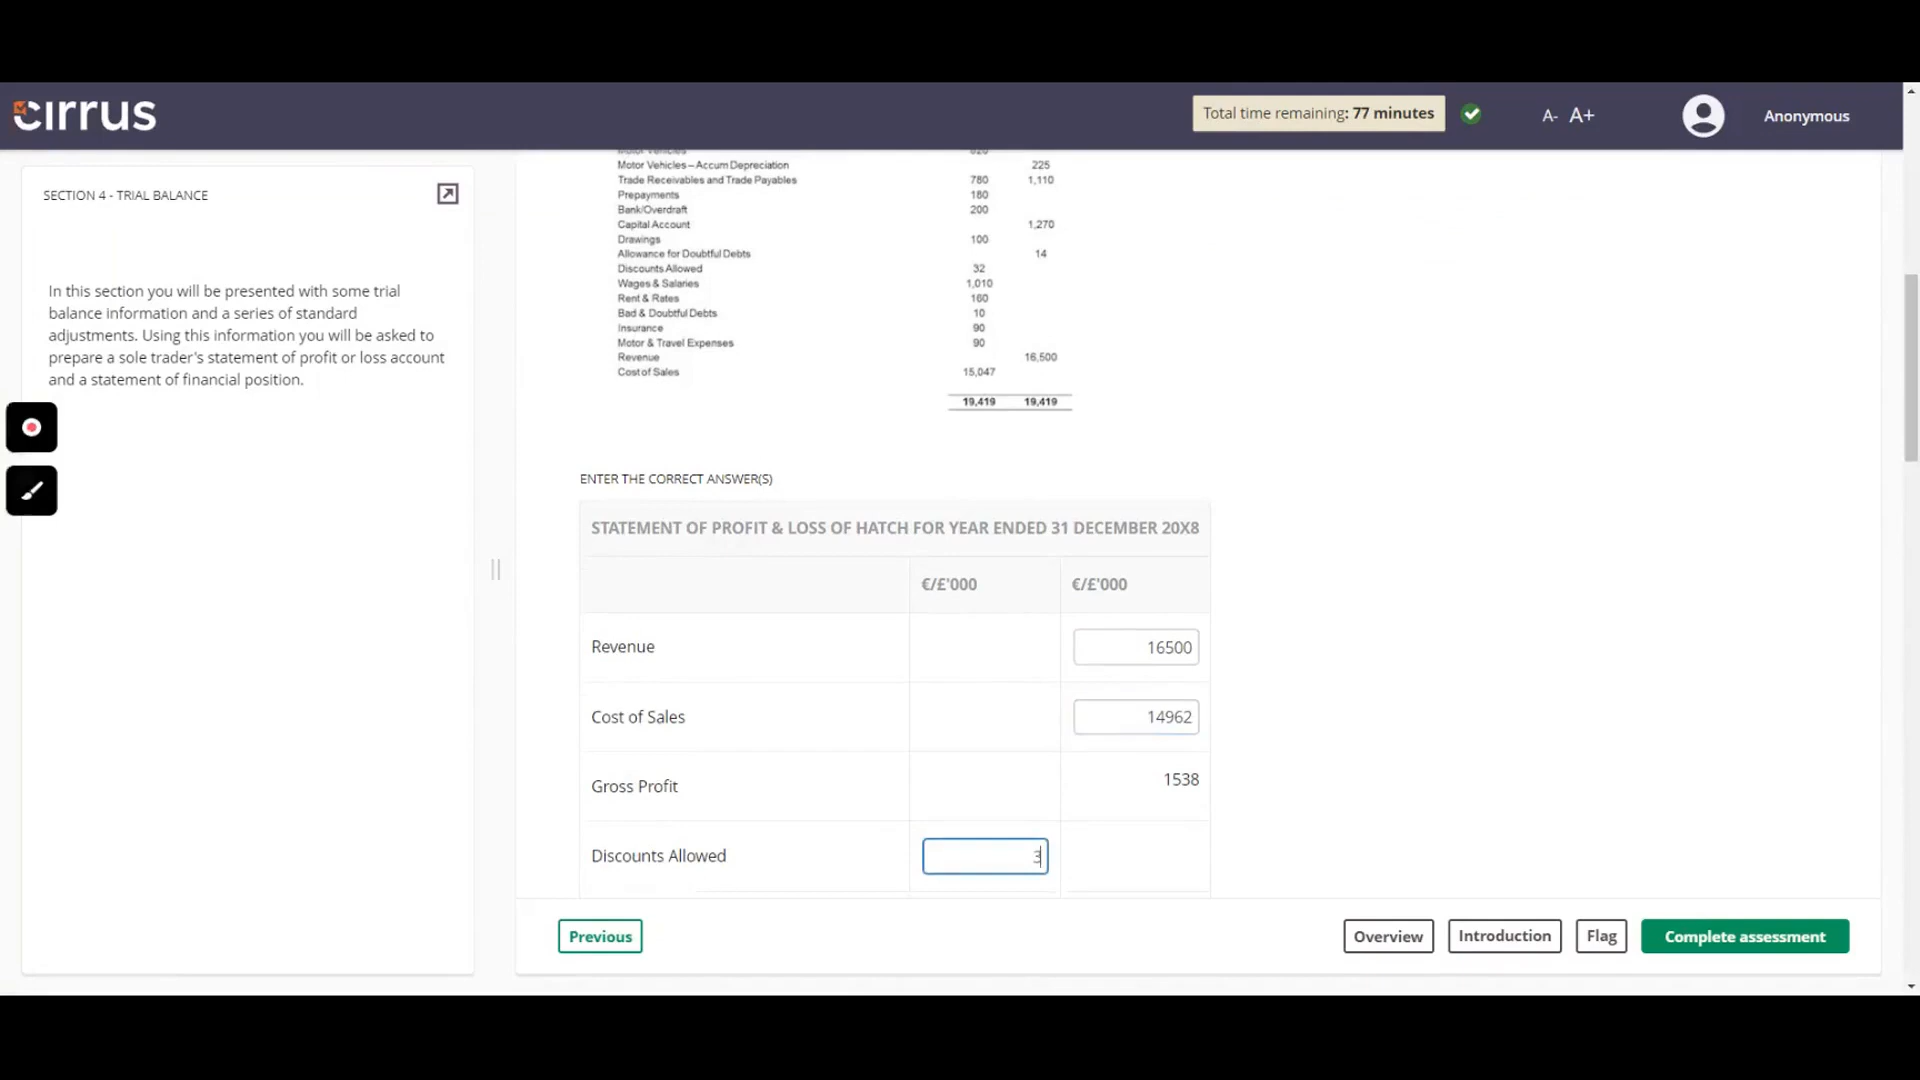 cirrus
Total time remaining: 77 minutes
A- A+
Anonymous
SECTION 4 - TRIAL BALANCE
In this section you will be presented with some trial
balance information and a series of standard
adjustments. Using this information you will be asked to
prepare a sole trader's statement of profit or loss account
and a statement of financial position.
Motor Vehicles 820
Motor Vehicles – Accum Depreciation 225
Trade Receivables and Trade Payables 780 1,110
Prepayments 180
Bank/Overdraft 200
Capital Account 1,270
Drawings 100
Allowance for Doubtful Debts 14
Discounts Allowed 32
Wages & Salaries 1,010
Rent & Rates 160
Bad & Doubtful Debts 10
Insurance 90
Motor & Travel Expenses 90
Revenue 16,500
Cost of Sales 15,047
19,419 19,419
ENTER THE CORRECT ANSWER(S)
STATEMENT OF PROFIT & LOSS OF HATCH FOR YEAR ENDED 31 DECEMBER 20X8
€/£'000 €/£'000
Revenue 16500
Cost of Sales 14962
Gross Profit 1538
Discounts Allowed 3
Previous
Overview
Introduction
Flag
Complete assessment